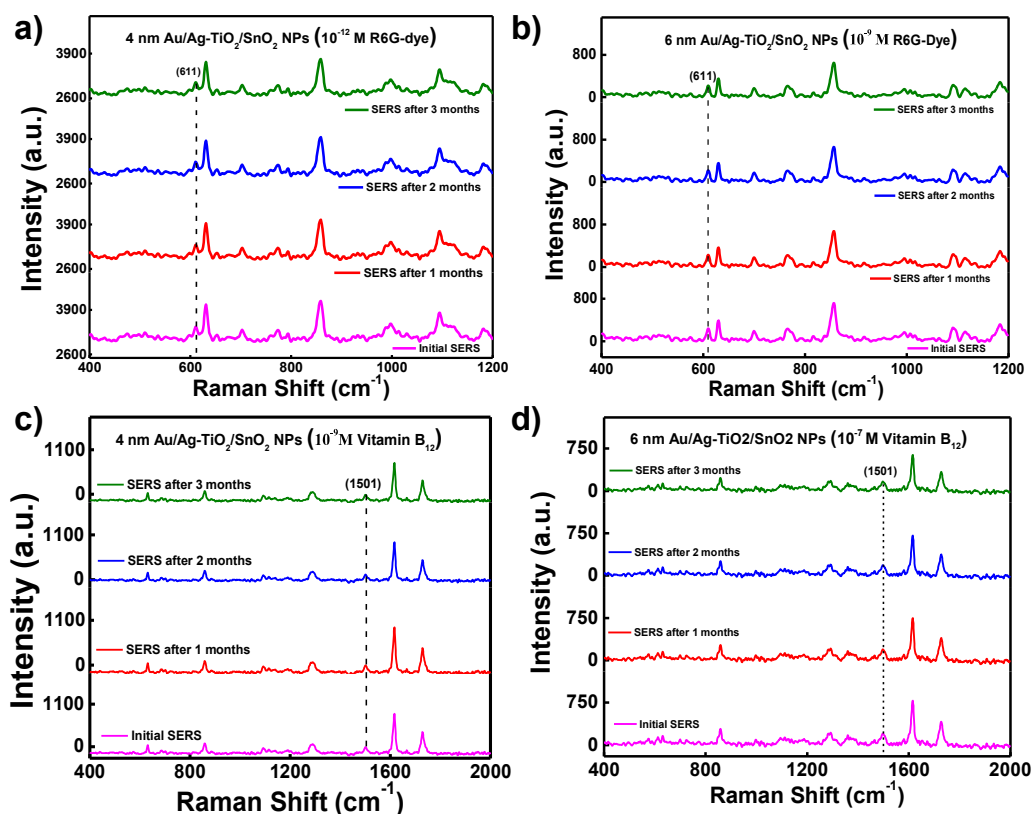 a)
4 nm Au/Ag-TiO2/SnO2 NPs (10-12 M R6G-dye)
3900
(611)
2600
SERS after 3 months
3900
2600
SERS after 2 months
3900
2600
SERS after 1 months
3900
2600
Initial SERS
400 600 800 1000 1200
Raman Shift (cm-1)
Intensity (a.u.)
b)
6 nm Au/Ag-TiO2/SnO2 NPs (10-9 M R6G-Dye)
800
(611)
0
SERS after 3 months
800
0
SERS after 2 months
800
0
SERS after 1 months
800
0
Initial SERS
400 600 800 1000 1200
Raman Shift (cm-1)
Intensity (a.u.)
c)
4 nm Au/Ag-TiO2/SnO2 NPs (10-9M Vitamin B12)
1100
SERS after 3 months
(1501)
0
1100
SERS after 2 months
0
1100
SERS after 1 months
0
1100
Initial SERS
0
400 800 1200 1600 2000
Raman Shift (cm-1)
Intensity (a.u.)
d)
6 nm Au/Ag-TiO2/SnO2 NPs (10-7 M Vitamin B12)
750
SERS after 3 months
(1501)
0
750
SERS after 2 months
0
750
SERS after 1 months
0
750
Initial SERS
0
400 800 1200 1600 2000
Raman Shift (cm-1)
Intensity (a.u.)